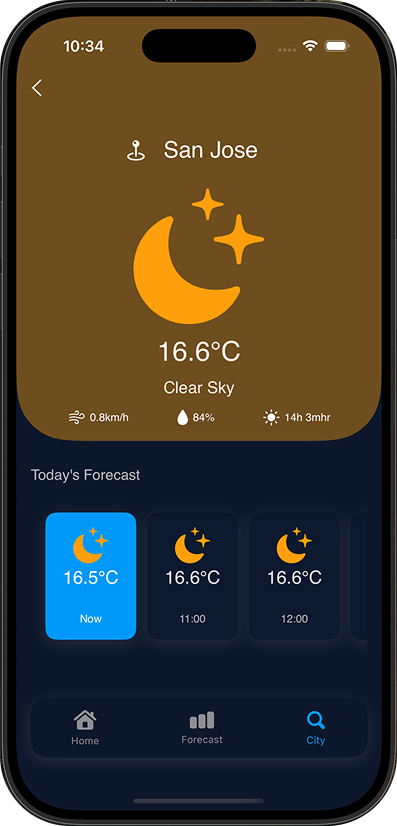 10:34
San Jose
16.6°C
Clear Sky
0.8km/h 84% 14h 3mhr
Today's Forecast
16.5°C 16.6°C 16.6°C
Now 11:00 12:00
Home Forecast City